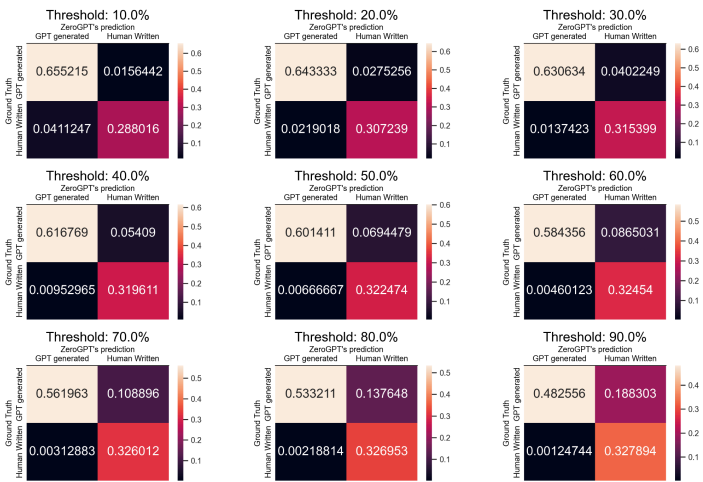 Threshold: 10.0%
ZeroGPT's prediction
GPT generated Human Written
Ground Truth
Human Written GPT generated
0.655215 0.0156442
0.0411247 0.288016
0.6
0.5
0.4
0.3
0.2
0.1
Threshold: 20.0%
ZeroGPT's prediction
GPT generated Human Written
Ground Truth
Human Written GPT generated
0.643333 0.0275256
0.0219018 0.307239
0.6
0.5
0.4
0.3
0.2
0.1
Threshold: 30.0%
ZeroGPT's prediction
GPT generated Human Written
Ground Truth
Human Written GPT generated
0.630634 0.0402249
0.0137423 0.315399
0.6
0.5
0.4
0.3
0.2
0.1
Threshold: 40.0%
ZeroGPT's prediction
GPT generated Human Written
Ground Truth
Human Written GPT generated
0.616769 0.05409
0.00952965 0.319611
0.6
0.5
0.4
0.3
0.2
0.1
Threshold: 50.0%
ZeroGPT's prediction
GPT generated Human Written
Ground Truth
Human Written GPT generated
0.601411 0.0694479
0.00666667 0.322474
0.5
0.4
0.3
0.2
0.1
Threshold: 60.0%
ZeroGPT's prediction
GPT generated Human Written
Ground Truth
Human Written GPT generated
0.584356 0.0865031
0.00460123 0.32454
0.5
0.4
0.3
0.2
0.1
Threshold: 70.0%
ZeroGPT's prediction
GPT generated Human Written
Ground Truth
Human Written GPT generated
0.561963 0.108896
0.00312883 0.326012
0.5
0.4
0.3
0.2
0.1
Threshold: 80.0%
ZeroGPT's prediction
GPT generated Human Written
Ground Truth
Human Written GPT generated
0.533211 0.137648
0.00218814 0.326953
0.5
0.4
0.3
0.2
0.1
Threshold: 90.0%
ZeroGPT's prediction
GPT generated Human Written
Ground Truth
Human Written GPT generated
0.482556 0.188303
0.00124744 0.327894
0.4
0.3
0.2
0.1